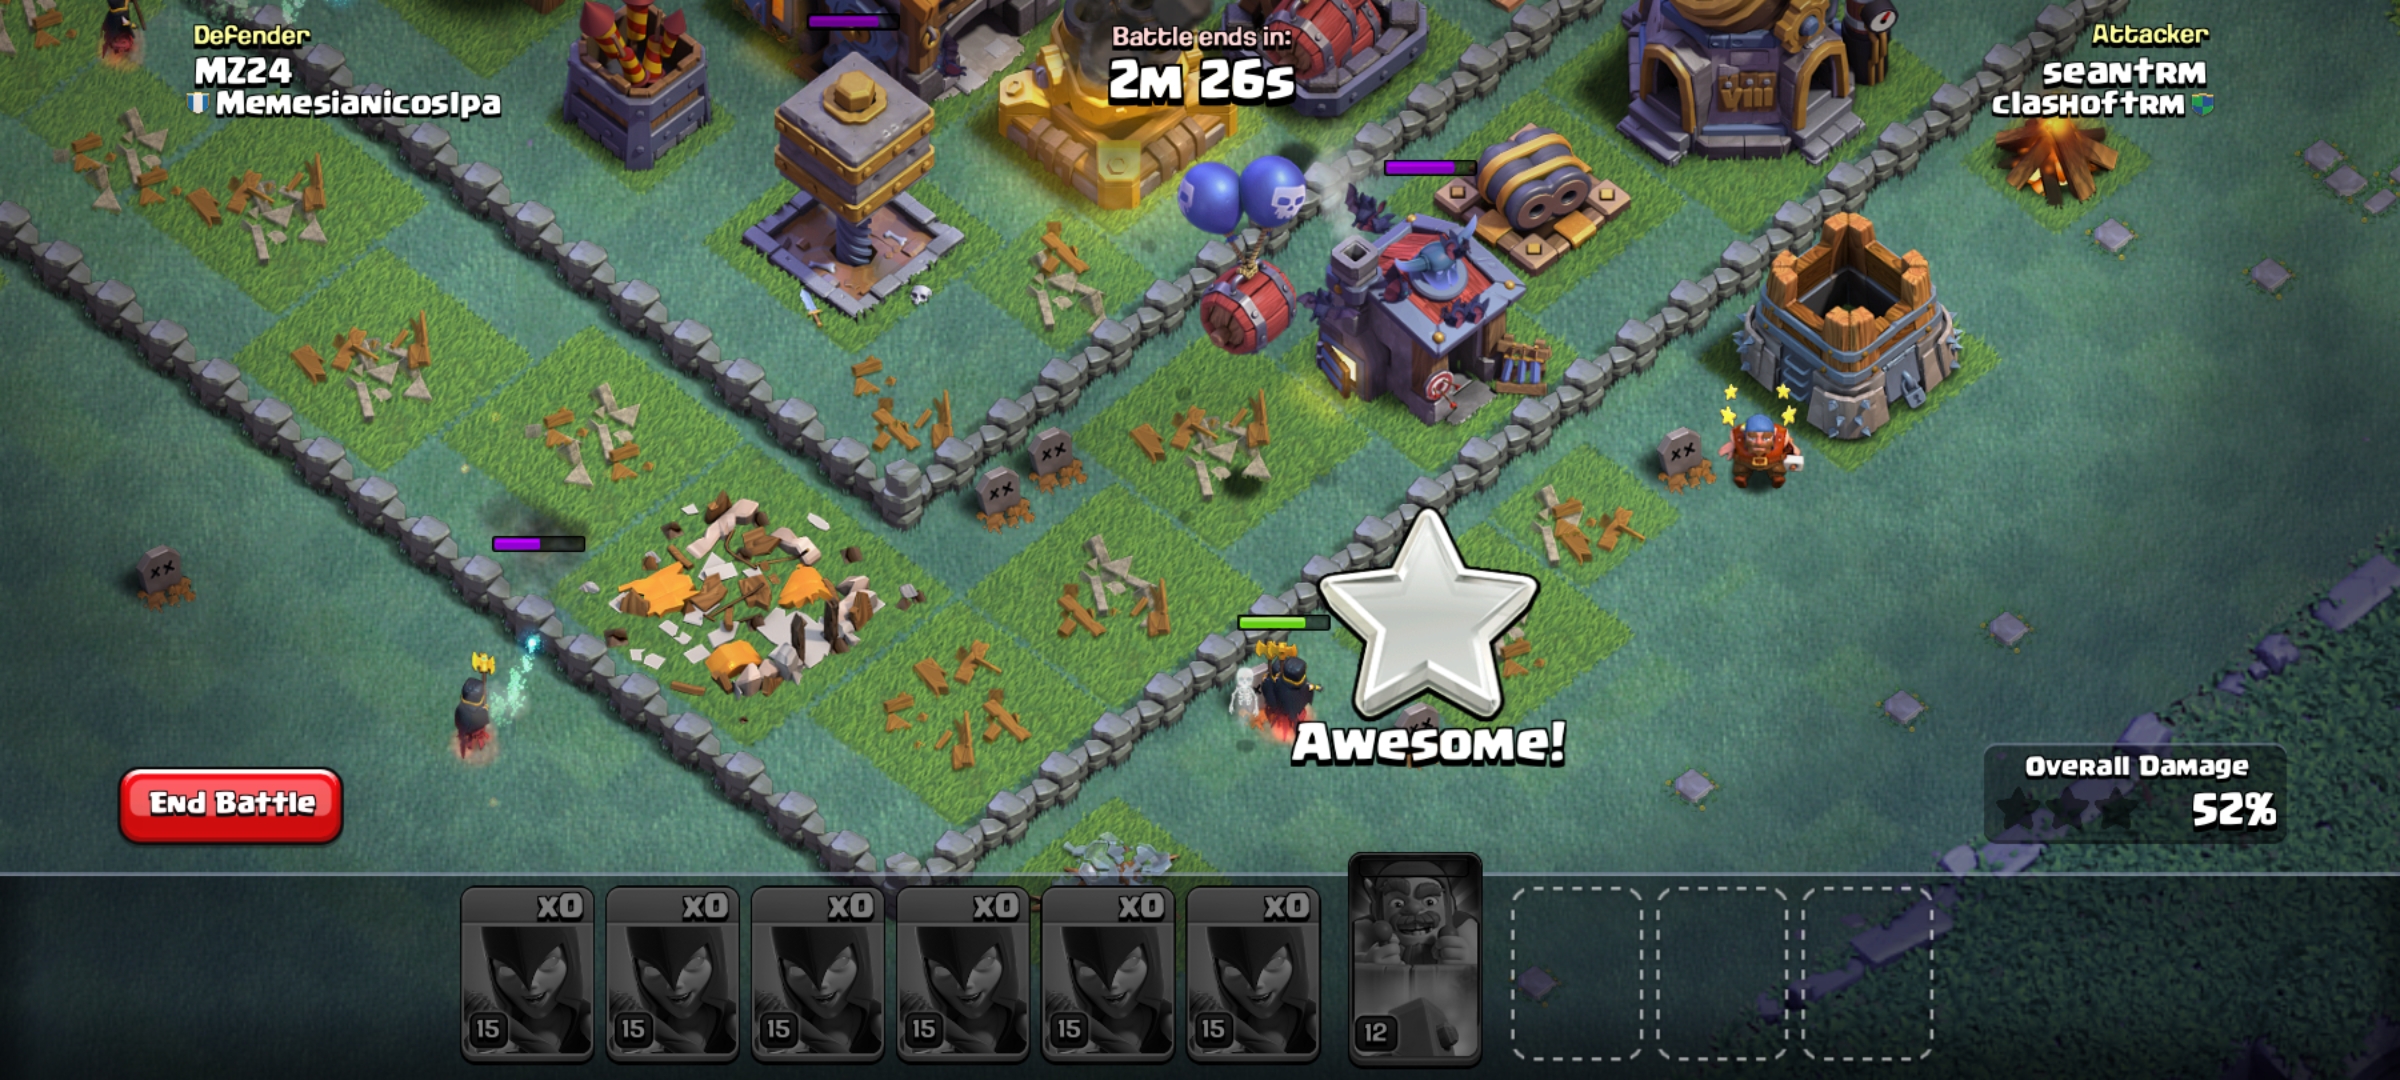 Defender
MZ24
Memesianicoslpa
Battle ends in:
2M 26s
Attacker
seantrm
clashoftrm
VIII
Awesome!
End Battle
Overall Damage
52%
x0
x0
x0
x0
x0
x0
15
15
15
15
15
15
12